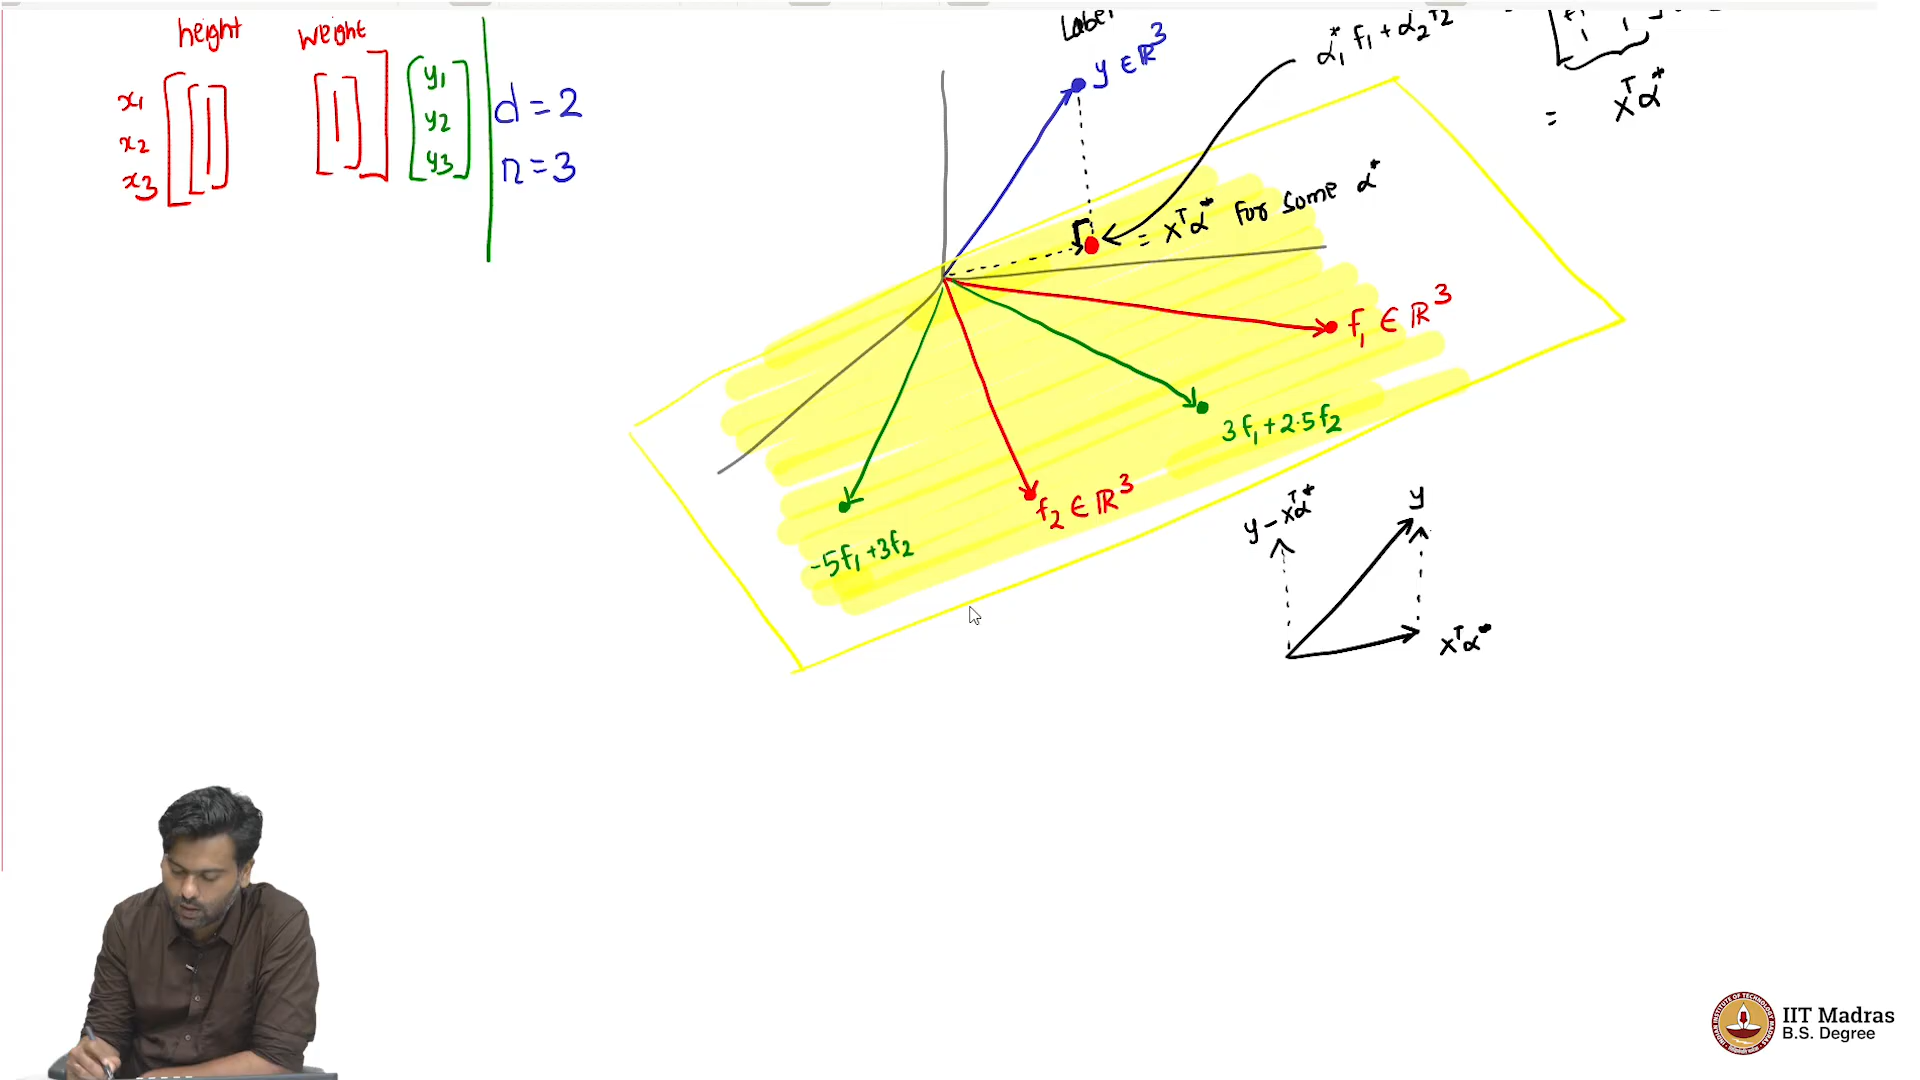 height weight
x₁
x₂
x₃
y₁
y₂
y₃
d = 2
n = 3
Label
y ∈ ℝ³
α₁* f₁ + α₂* f₂
= Xᵀα*
= Xᵀα* for some α*
f₁ ∈ ℝ³
3f₁ + 2.5f₂
f₂ ∈ ℝ³
-5f₁ + 3f₂
y - Xᵀα*
y
Xᵀα*
IIT Madras
B.S. Degree